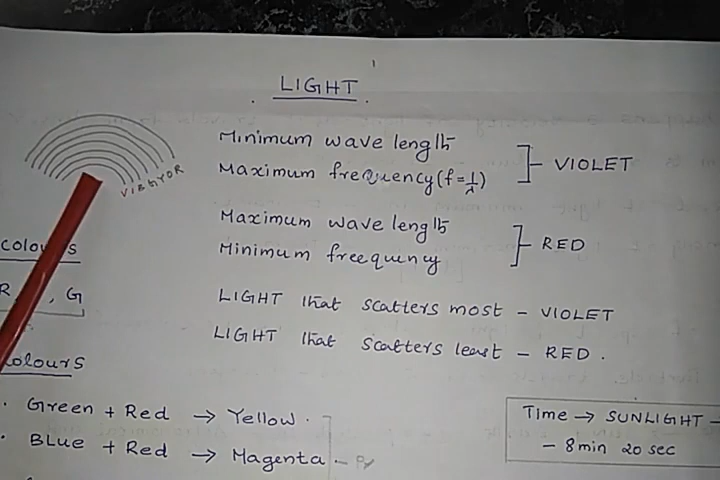 LIGHT
VIBGYOR
Minimum wave length
Maximum frequency (f=1/λ)
VIOLET
Maximum wave length
Minimum freequency
RED
colours
R, , G
LIGHT that scatters most - VIOLET
LIGHT that scatters least - RED.
colours
Green + Red → Yellow.
Blue + Red → Magenta
Time → SUNLIGHT -
- 8 min 20 sec